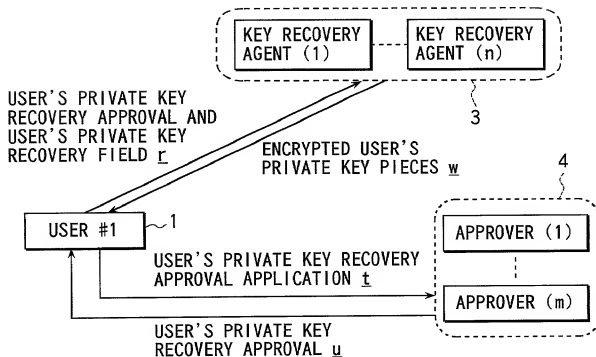 KEY RECOVERY
AGENT (1)
KEY RECOVERY
AGENT (n)
3
USER'S PRIVATE KEY
RECOVERY APPROVAL AND
USER'S PRIVATE KEY
RECOVERY FIELD r
ENCRYPTED USER'S
PRIVATE KEY PIECES w
4
USER #1
1
APPROVER (1)
USER'S PRIVATE KEY RECOVERY
APPROVAL APPLICATION t
APPROVER (m)
USER'S PRIVATE KEY
RECOVERY APPROVAL u